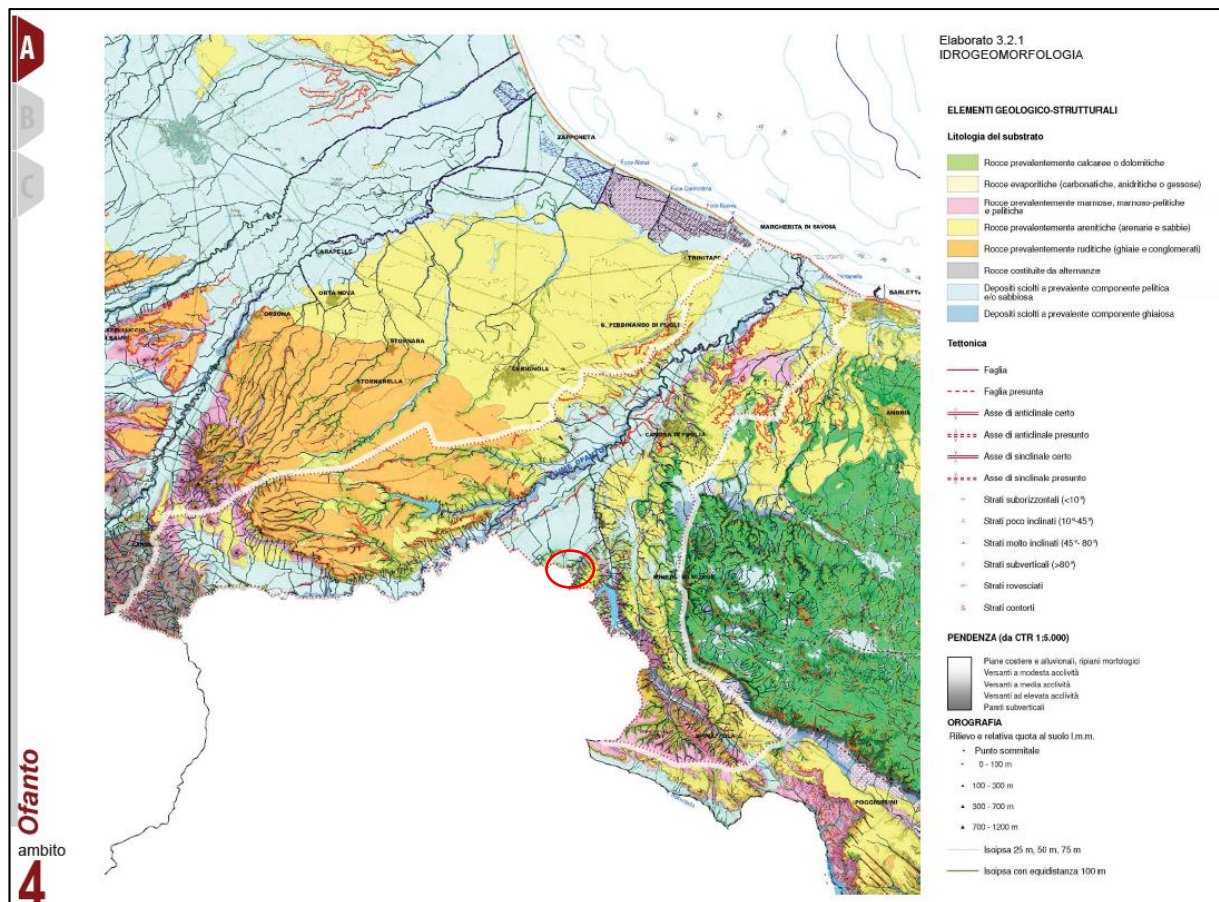 A
B
C
Ofanto
ambito
4
Elaborato 3.2.1
IDROGEOMORFOLOGIA
ELEMENTI GEOLOGICO-STRUTTURALI
Litologia del substrato
Rocce prevalentemente calcaree o dolomitiche
Rocce evaporitiche (carbonatiche, anidritiche o gessose)
Rocce prevalentemente marnose, marnoso-pelitiche
e pelitiche
Rocce prevalentemente arenitiche (arenarie e sabbie)
Rocce prevalentemente ruditiche (ghiaie e conglomerati)
Rocce costituite da alternanze
Depositi sciolti a prevalente componente pelitica
e/o sabbiosa
Depositi sciolti a prevalente componente ghiaiosa
Tettonica
Faglia
Faglia presunta
Asse di anticlinale certo
Asse di anticlinale presunto
Asse di sinclinale certo
Asse di sinclinale presunto
Strati suborizzontali (<10°)
Strati poco inclinati (10°-45°)
Strati molto inclinati (45°- 80°)
Strati subverticali (>80°)
Strati rovesciati
Strati contorti
PENDENZA (da CTR 1:5.000)
Piane costiere e alluvionali, ripiani morfologici
Versanti a modesta acclività
Versanti a media acclività
Versanti ad elevata acclività
Pareti subverticali
OROGRAFIA
Rilievo e relativa quota al suolo l.m.m.
Punto sommitale
0 - 100 m
100 - 300 m
300 - 700 m
700 - 1200 m
Isoipsa 25 m, 50 m, 75 m
Isoipsa con equidistanza 100 m
ZAPPONETA
Foce Carmosina
Foce Nuova
MARGHERITA DI SAVOIA
CARAPELLE
TRINITAPO
BARLETTA
ORTA NOVA
ORDONA
S. FERDINANDO DI PUGLI
STORNARA
STORNARELLA
CERIGNOLA
ANDRIA
CANOSA DI PUGLIA
POGGIORSINI